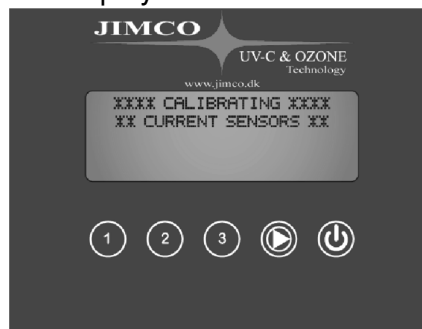 JIMCO
UV-C & OZONE
Technology
www.jimco.dk
XXXX CALIBRATING XXXX
XX CURRENT SENSORS XX
1 2 3